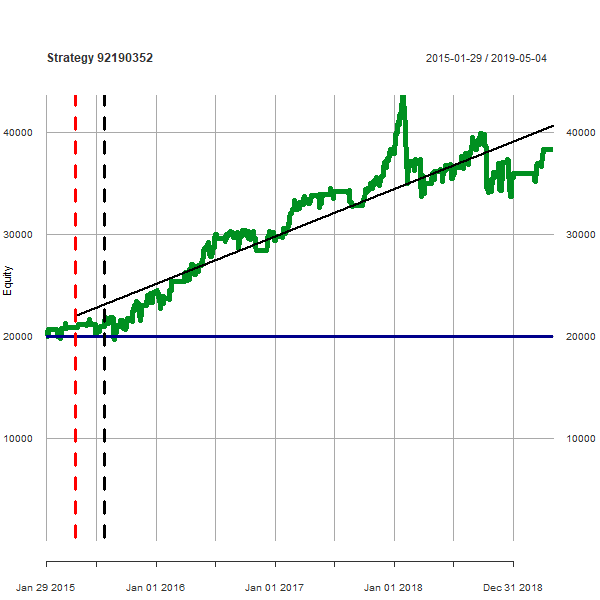 Strategy 92190352
2015-01-29 / 2019-05-04
40000
40000
30000
30000
Equity
20000
20000
10000
10000
Jan 29 2015
Jan 01 2016
Jan 01 2017
Jan 01 2018
Dec 31 2018